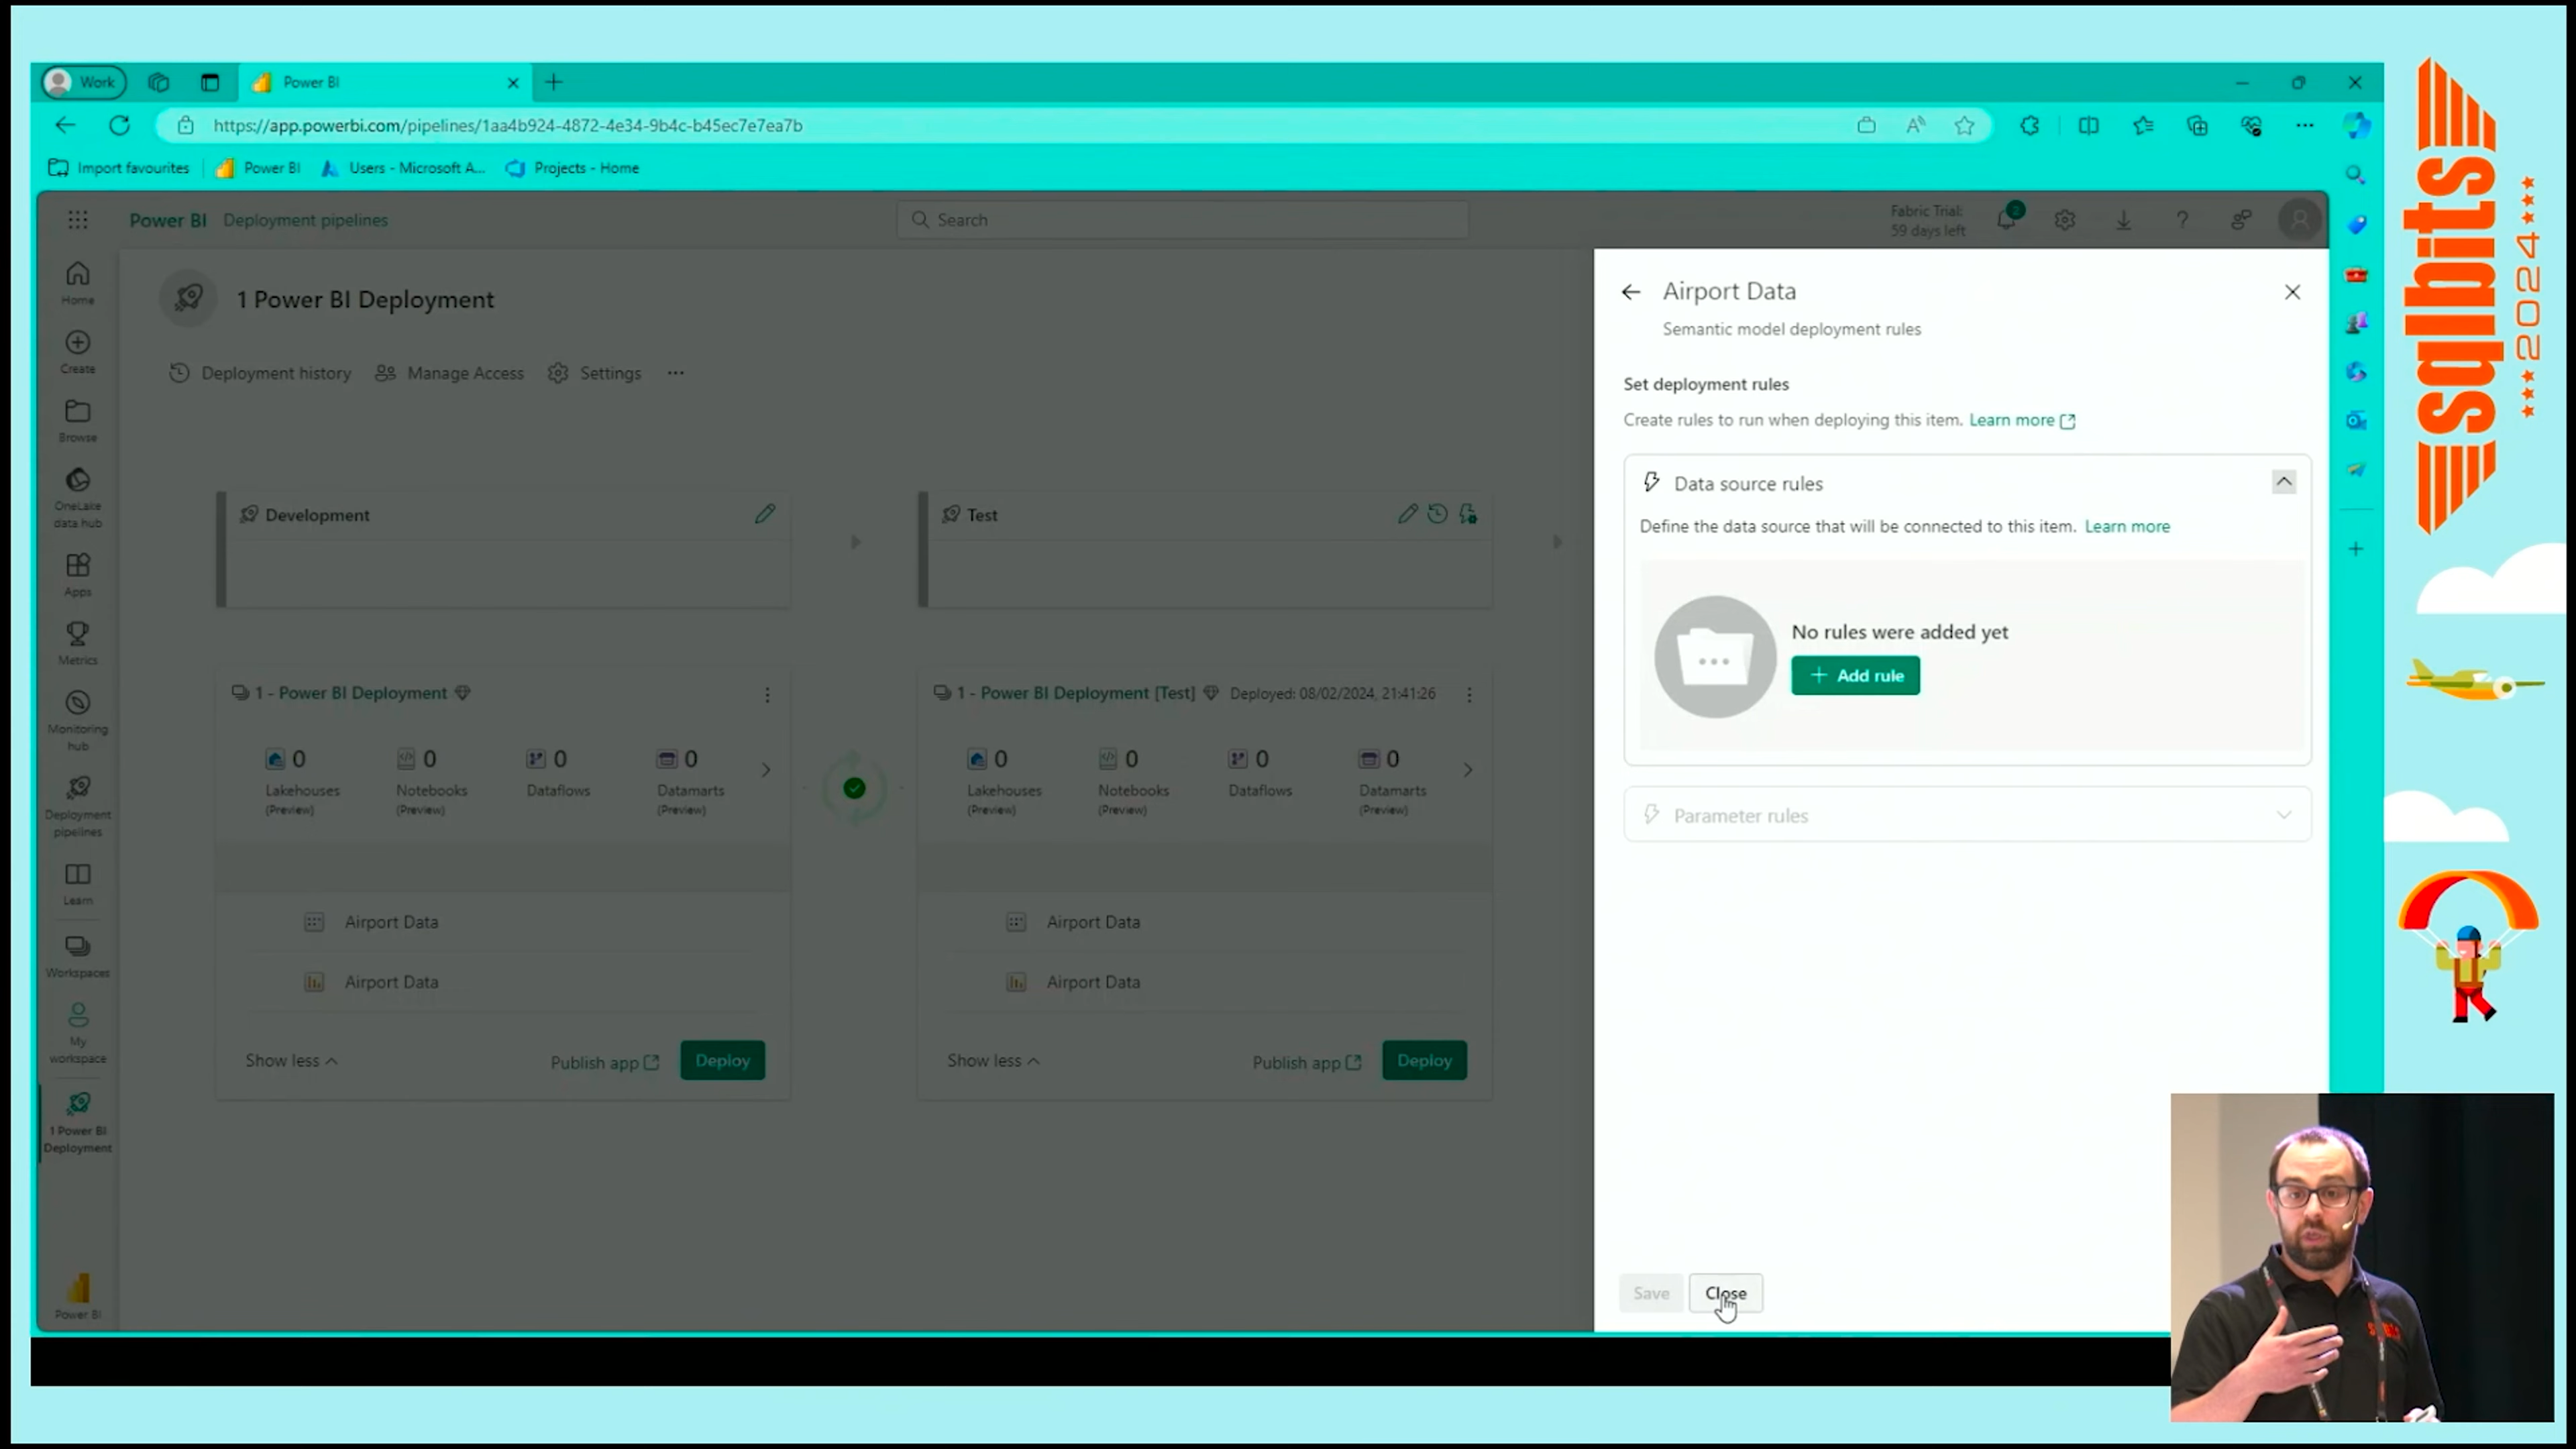 Work
Power BI
https://app.powerbi.com/pipelines/1aa4b924-4872-4e34-9b4c-b45ec7e7ea7b
Import favourites
Power BI
Users - Microsoft A...
Projects - Home
Power BI
Deployment pipelines
Search
Fabric Trial:
59 days left
2
Home
Create
Browse
OneLake
data hub
Apps
Metrics
Monitoring
hub
Deployment
pipelines
Learn
Workspaces
My
workspace
1 Power BI
Deployment
Power BI
1 Power BI Deployment
Deployment history
Manage Access
Settings
Development
Test
1 - Power BI Deployment
0
Lakehouses
(Preview)
0
Notebooks
(Preview)
0
Dataflows
0
Datamarts
(Preview)
Airport Data
Airport Data
Show less
Publish app
Deploy
1 - Power BI Deployment [Test]
Deployed: 08/02/2024, 21:41:26
0
Lakehouses
(Preview)
0
Notebooks
(Preview)
0
Dataflows
0
Datamarts
(Preview)
Airport Data
Airport Data
Show less
Publish app
Deploy
Airport Data
Semantic model deployment rules
Set deployment rules
Create rules to run when deploying this item. Learn more
Data source rules
Define the data source that will be connected to this item. Learn more
No rules were added yet
+ Add rule
Parameter rules
Save
Close
sqlbits
2024